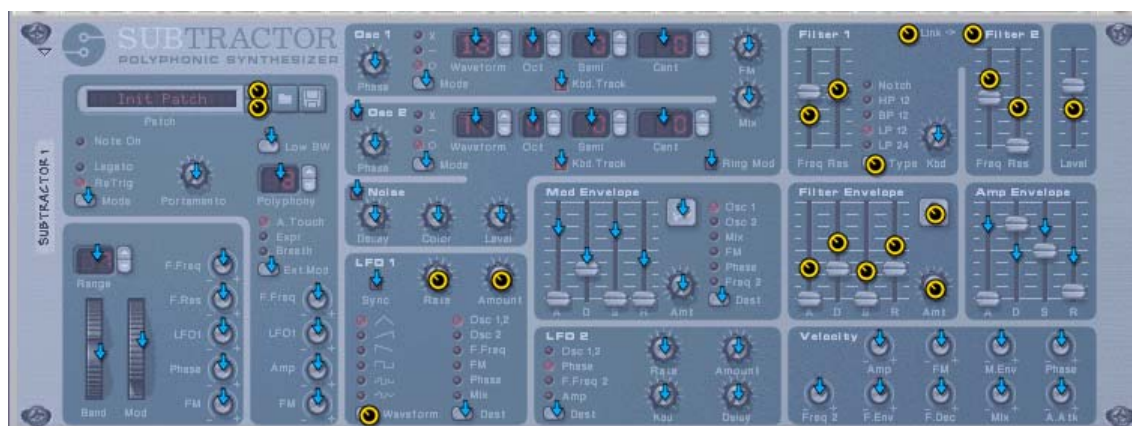 SUBTRACTOR
POLYPHONIC SYNTHESIZER
Init Patch
Patch
Note On
Legato
ReTrig
Mode
Portamento
Low BW
Polyphony
SUBTRACTOR 1
Range
Bend Mod
F.Freq
F.Res
LFO1
Phase
FM
A.Touch
Expr
Breath
Ext.Mod
F.Freq
LFO1
Amp
FM
Osc 1
Phase
X
–
O
Mode
Waveform Oct Semi Cent
Kbd.Track
FM
Osc 2
Phase
X
–
O
Mode
Waveform Oct Semi Cent
Kbd.Track
Mix
Ring Mod
Noise
Decay Color Level
LFO 1
Sync Rate Amount
Osc 1,2
Osc 2
F.Freq
FM
Phase
Mix
Waveform Dest
Mod Envelope
A D S R Amt
Osc 1
Osc 2
Mix
FM
Phase
Freq 2
Dest
LFO 2
Osc 1,2
Phase
F.Freq 2
Amp
Dest
Rate Amount
Kbd Delay
Filter 1
Link ->
Filter 2
Notch
HP 12
BP 12
LP 12
LP 24
Type
Freq Res
Kbd
Freq Res
Level
Filter Envelope
A D S R Amt
Amp Envelope
A D S R
Velocity
Amp FM M.Env Phase
Freq 2 F.Env F.Dec Mix A.Atk